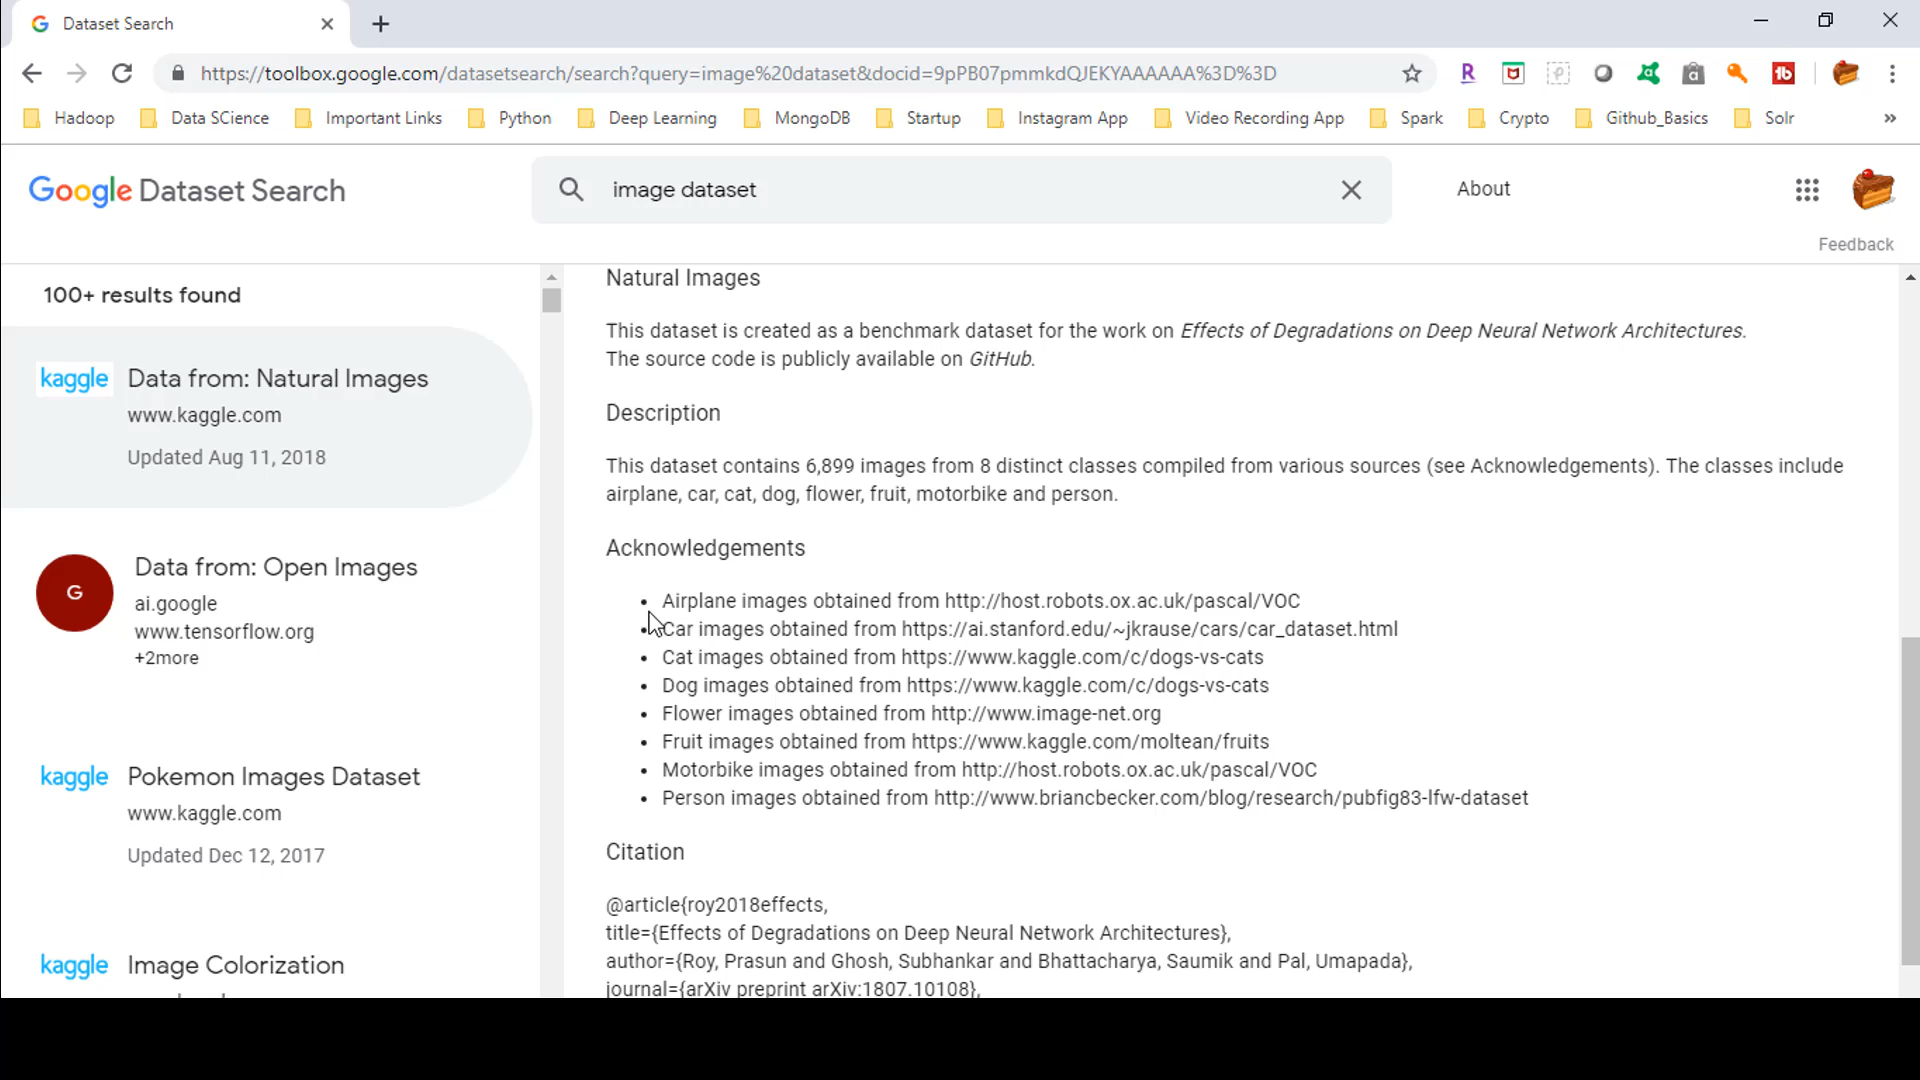 Dataset Search
https://toolbox.google.com/datasetsearch/search?query=image%20dataset&docid=9pPB07pmmkdQJEKYAAAAAA%3D%3D
Hadoop
Data SCience
Important Links
Python
Deep Learning
MongoDB
Startup
Instagram App
Video Recording App
Spark
Crypto
Github_Basics
Solr
»
Google Dataset Search
image dataset
About
Feedback
100+ results found
kaggle Data from: Natural Images
www.kaggle.com
Updated Aug 11, 2018
G
Data from: Open Images
ai.google
www.tensorflow.org
+2more
kaggle Pokemon Images Dataset
www.kaggle.com
Updated Dec 12, 2017
kaggle Image Colorization
Natural Images
This dataset is created as a benchmark dataset for the work on Effects of Degradations on Deep Neural Network Architectures.
The source code is publicly available on GitHub.
Description
This dataset contains 6,899 images from 8 distinct classes compiled from various sources (see Acknowledgements). The classes include
airplane, car, cat, dog, flower, fruit, motorbike and person.
Acknowledgements
• Airplane images obtained from http://host.robots.ox.ac.uk/pascal/VOC
• Car images obtained from https://ai.stanford.edu/~jkrause/cars/car_dataset.html
• Cat images obtained from https://www.kaggle.com/c/dogs-vs-cats
• Dog images obtained from https://www.kaggle.com/c/dogs-vs-cats
• Flower images obtained from http://www.image-net.org
• Fruit images obtained from https://www.kaggle.com/moltean/fruits
• Motorbike images obtained from http://host.robots.ox.ac.uk/pascal/VOC
• Person images obtained from http://www.briancbecker.com/blog/research/pubfig83-lfw-dataset
Citation
@article{roy2018effects,
title={Effects of Degradations on Deep Neural Network Architectures},
author={Roy, Prasun and Ghosh, Subhankar and Bhattacharya, Saumik and Pal, Umapada},
journal={arXiv preprint arXiv:1807.10108},